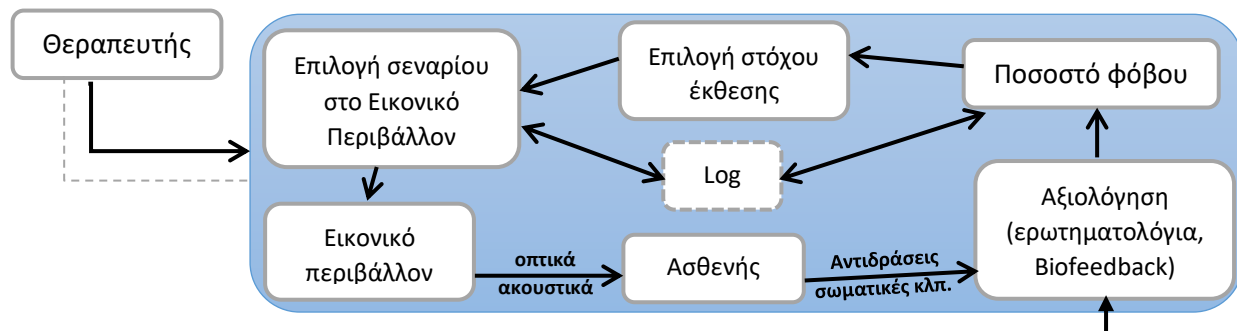 Θεραπευτής
Επιλογή σεναρίου
στο Εικονικό
Περιβάλλον
Επιλογή στόχου
έκθεσης
Ποσοστό φόβου
Log
Εικονικό
περιβάλλον
οπτικά
ακουστικά
Ασθενής
Αντιδράσεις
σωματικές κλπ.
Αξιολόγηση
(ερωτηματολόγια,
Biofeedback)